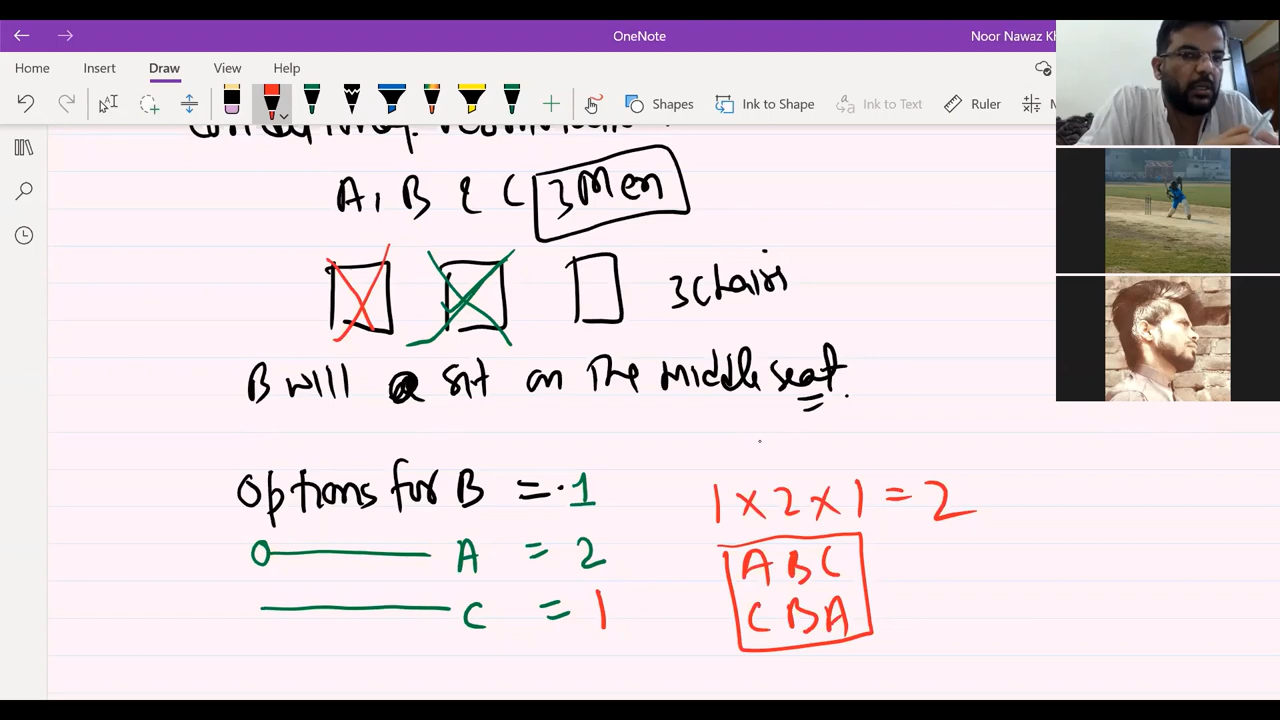 OneNote
Noor Nawaz Kh
Home Insert Draw View Help
Shapes Ink to Shape Ink to Text Ruler M
A, B & C 3 Men
3 chairs
B will sit on The middle seat.
Options for B = 1
A = 2
C = 1
1 x 2 x 1 = 2
A B C
C B A